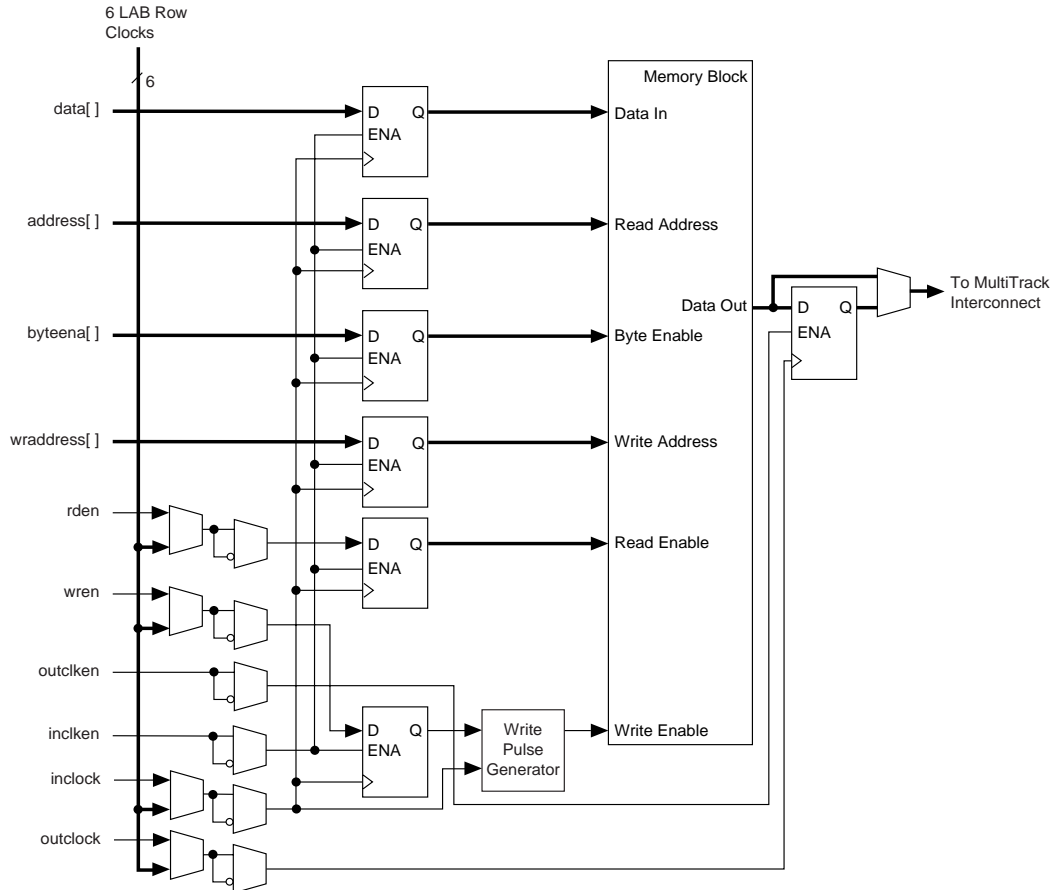 6 LAB Row
Clocks
6
Memory Block
data[ ]
D Q
ENA
Data In
address[ ]
D Q
ENA
Read Address
To MultiTrack
Interconnect
Data Out
D Q
ENA
byteena[ ]
D Q
ENA
Byte Enable
wraddress[ ]
D Q
ENA
Write Address
rden
D Q
ENA
Read Enable
wren
outclken
inclken
D Q
ENA
Write
Pulse
Generator
Write Enable
inclock
outclock